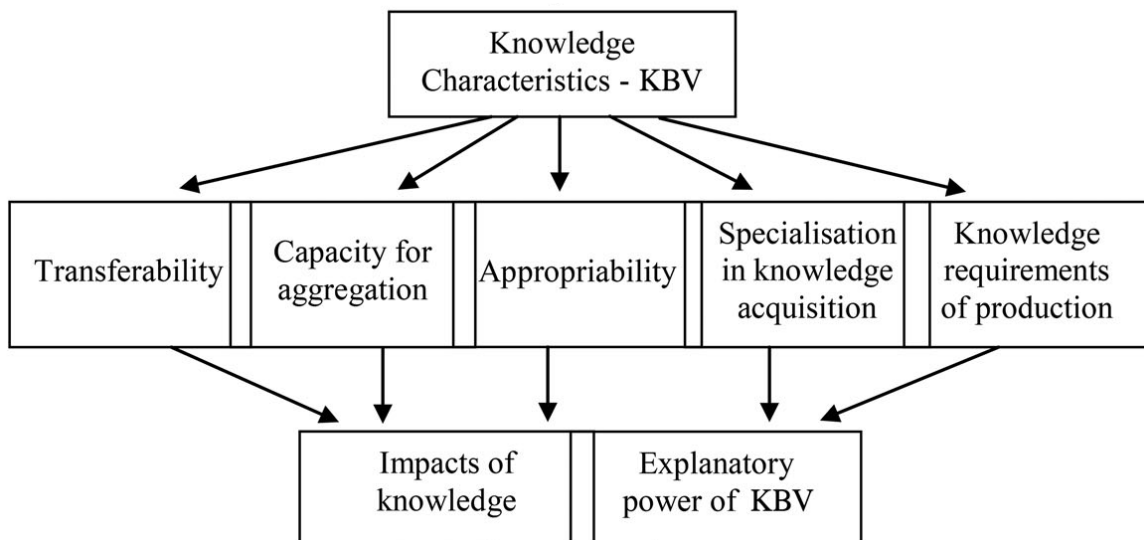 Knowledge
Characteristics - KBV
Transferability
Capacity for
aggregation
Appropriability
Specialisation
in knowledge
acquisition
Knowledge
requirements
of production
Impacts of
knowledge
Explanatory
power of KBV